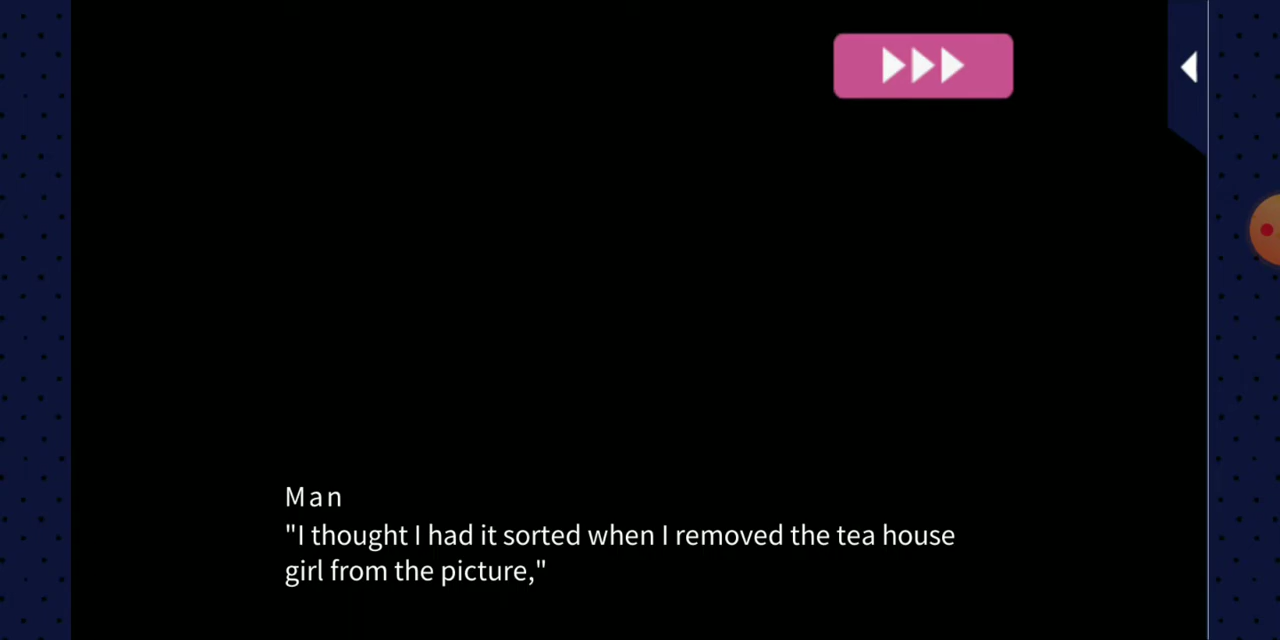 Man
"I thought I had it sorted when I removed the tea house
girl from the picture,"